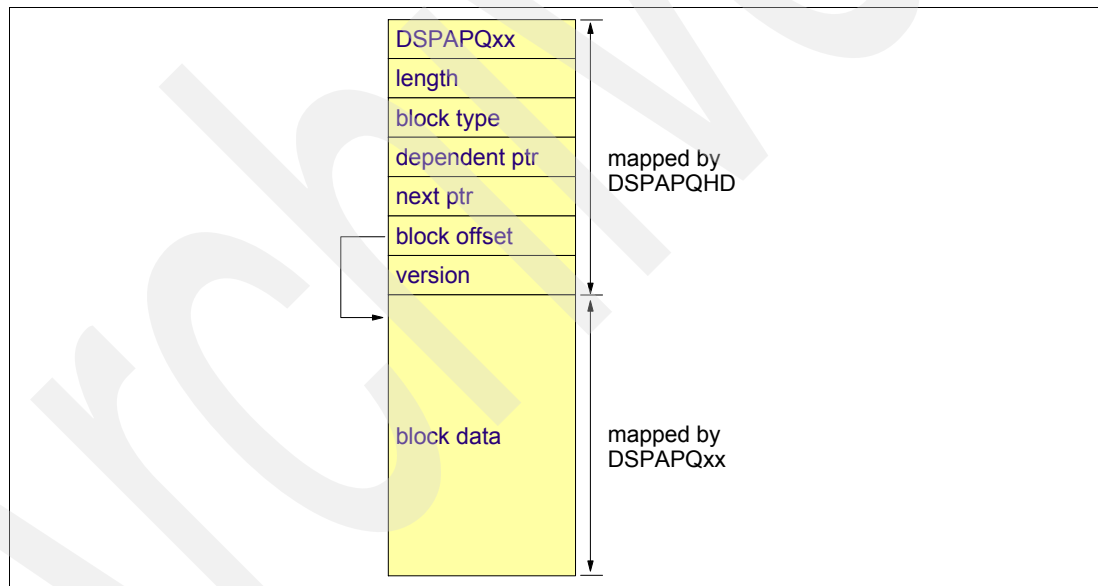 DSPAPQxx
length
block type
dependent ptr
next ptr
block offset
version
mapped by
DSPAPQHD
block data
mapped by
DSPAPQxx